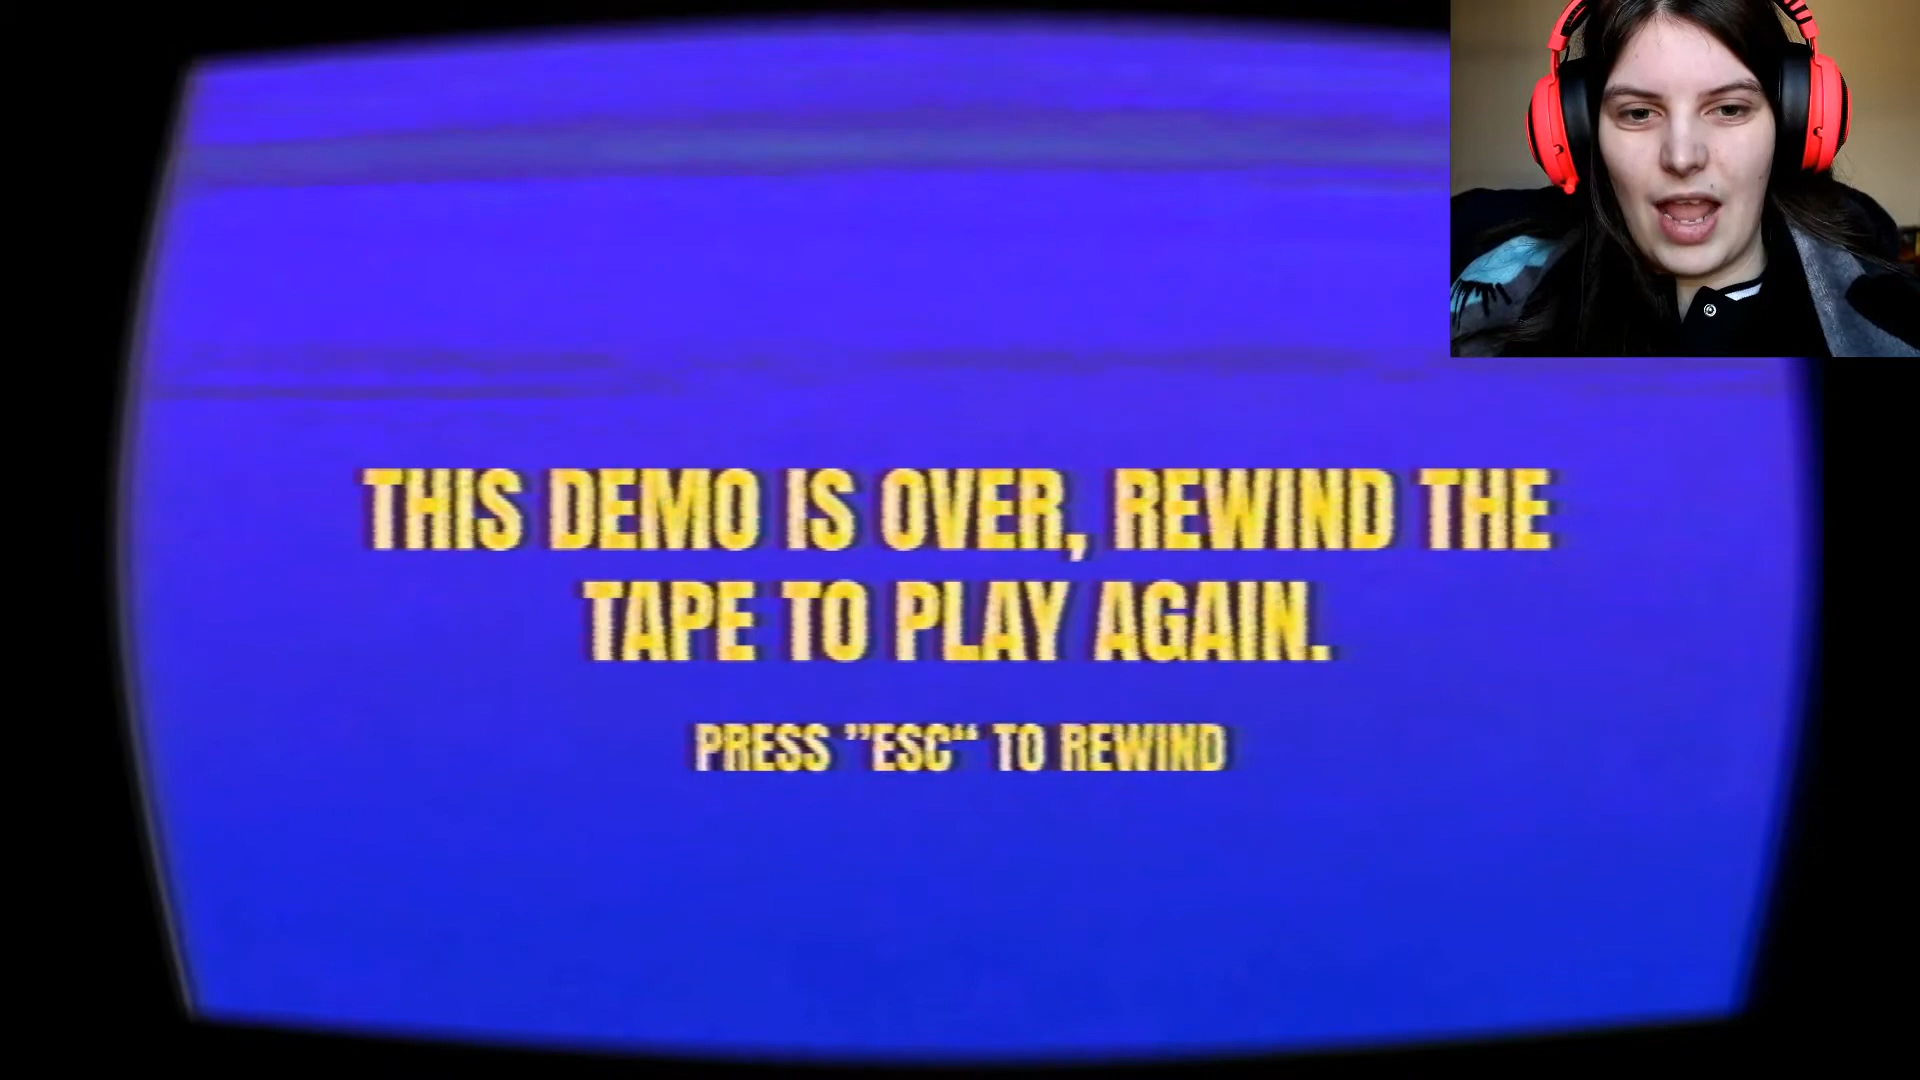 THIS DEMO IS OVER, REWIND THE
TAPE TO PLAY AGAIN.
PRESS ”ESC“ TO REWIND